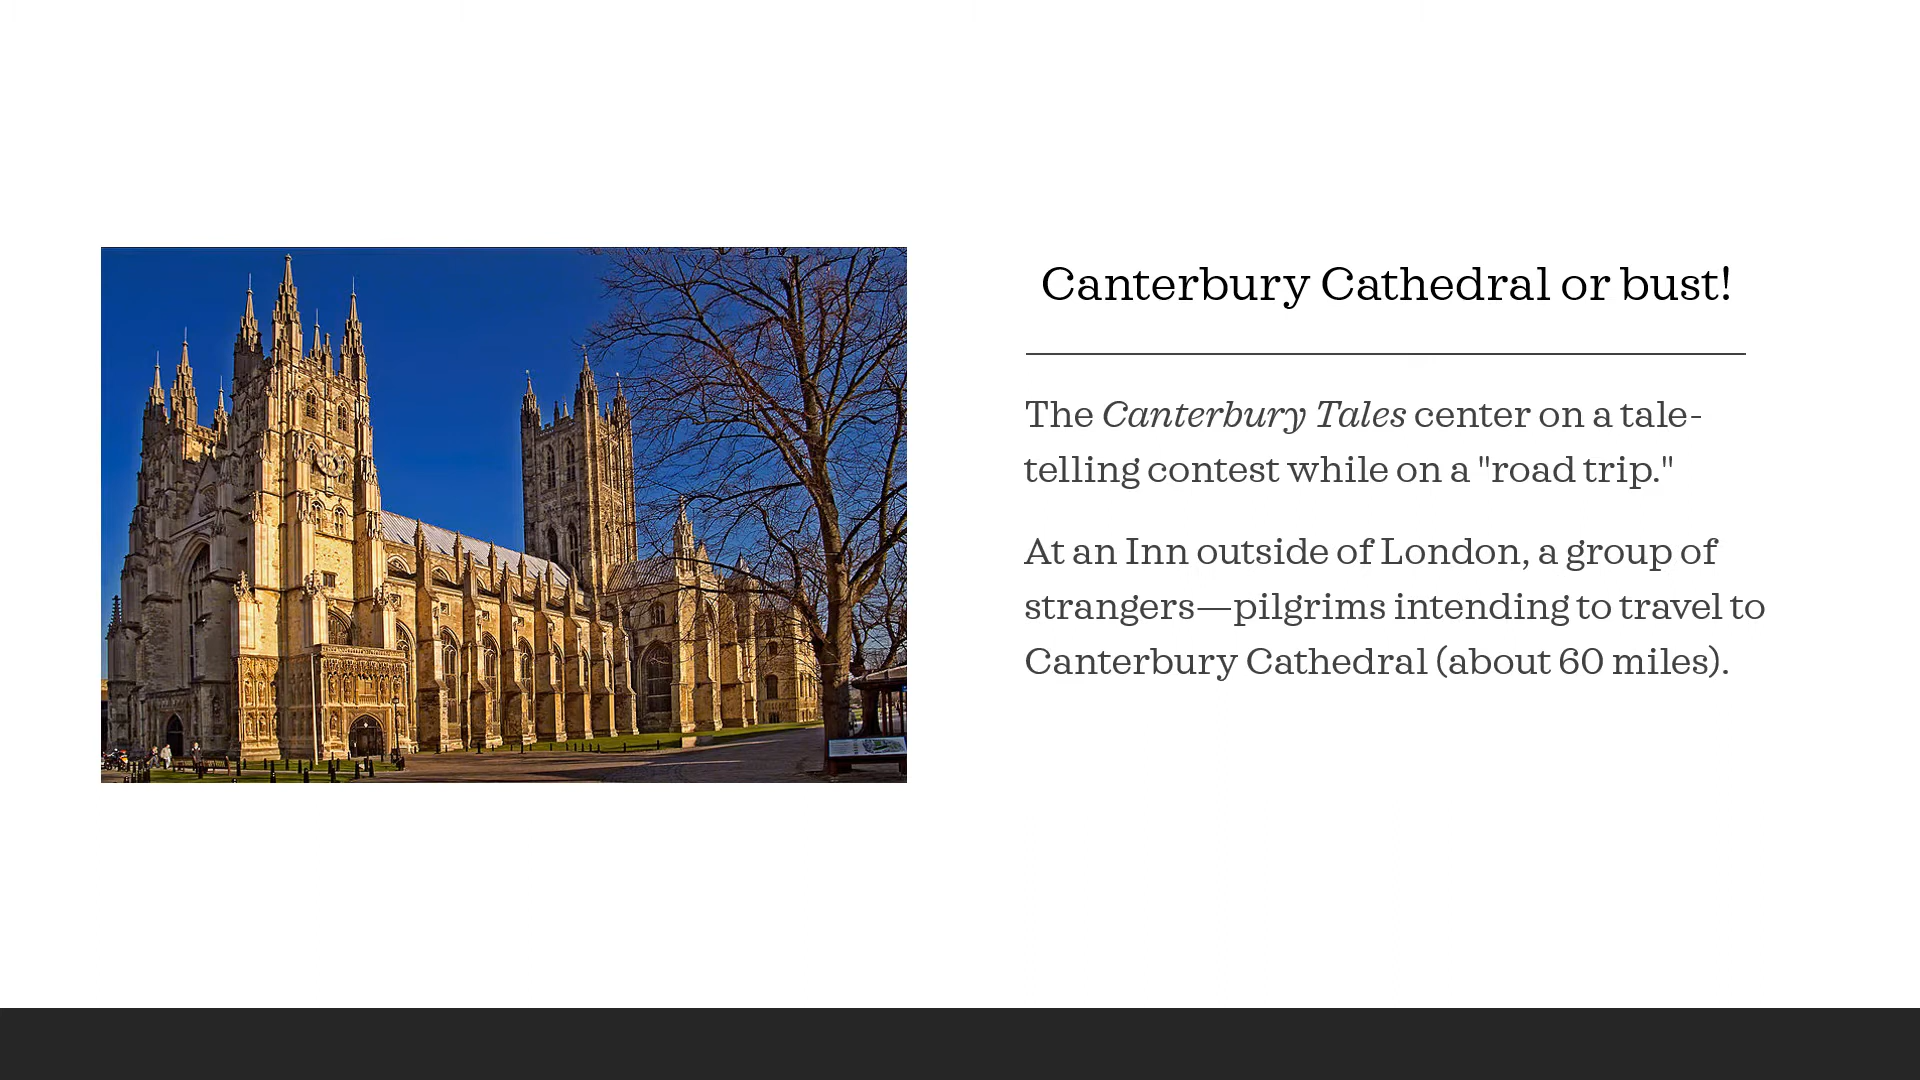 Canterbury Cathedral or bust!
The Canterbury Tales center on a tale-
telling contest while on a "road trip."
At an Inn outside of London, a group of
strangers—pilgrims intending to travel to
Canterbury Cathedral (about 60 miles).